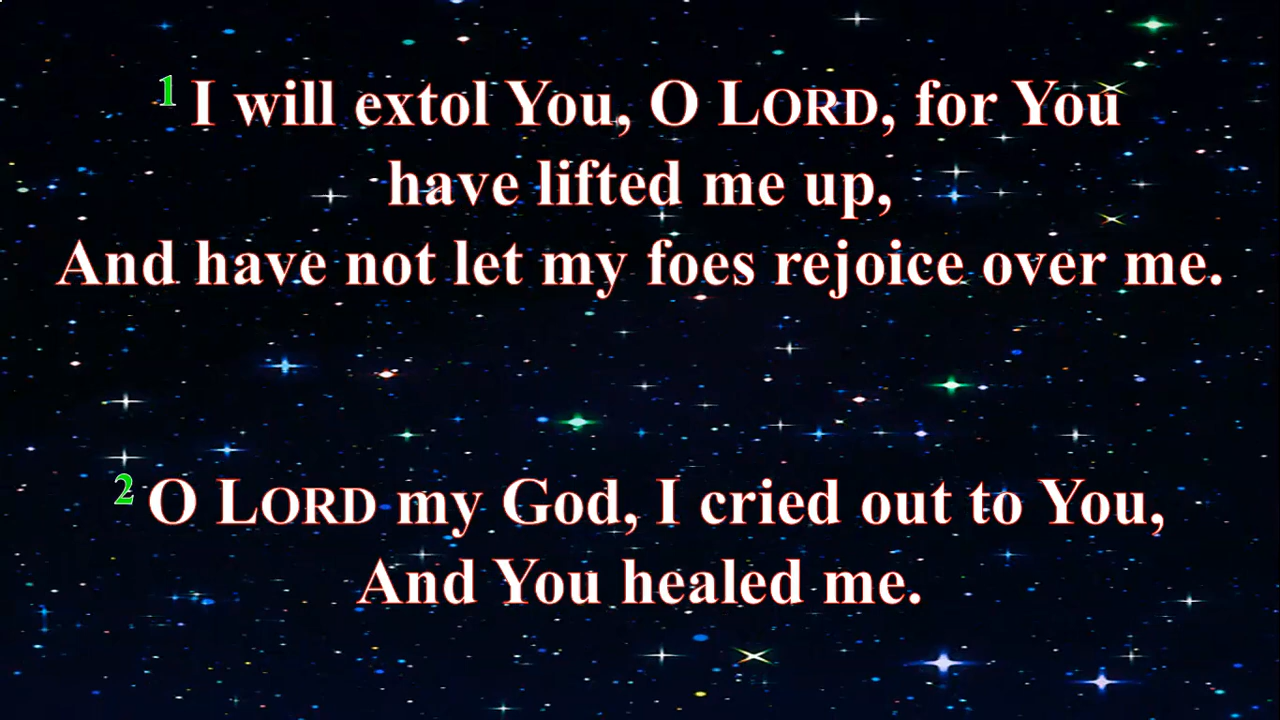 1 I will extol You, O LORD, for You
have lifted me up,
And have not let my foes rejoice over me.
2 O LORD my God, I cried out to You,
And You healed me.